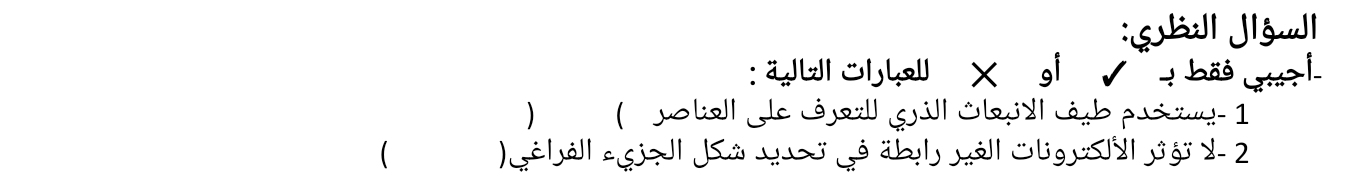 السؤال النظري:
-أجيبي فقط بـ ✓ أو × للعبارات التالية :
1 -يستخدم طيف الانبعاث الذري للتعرف على العناصر ( )
2 -لا تؤثر الألكترونات الغير رابطة في تحديد شكل الجزيء الفراغي( )